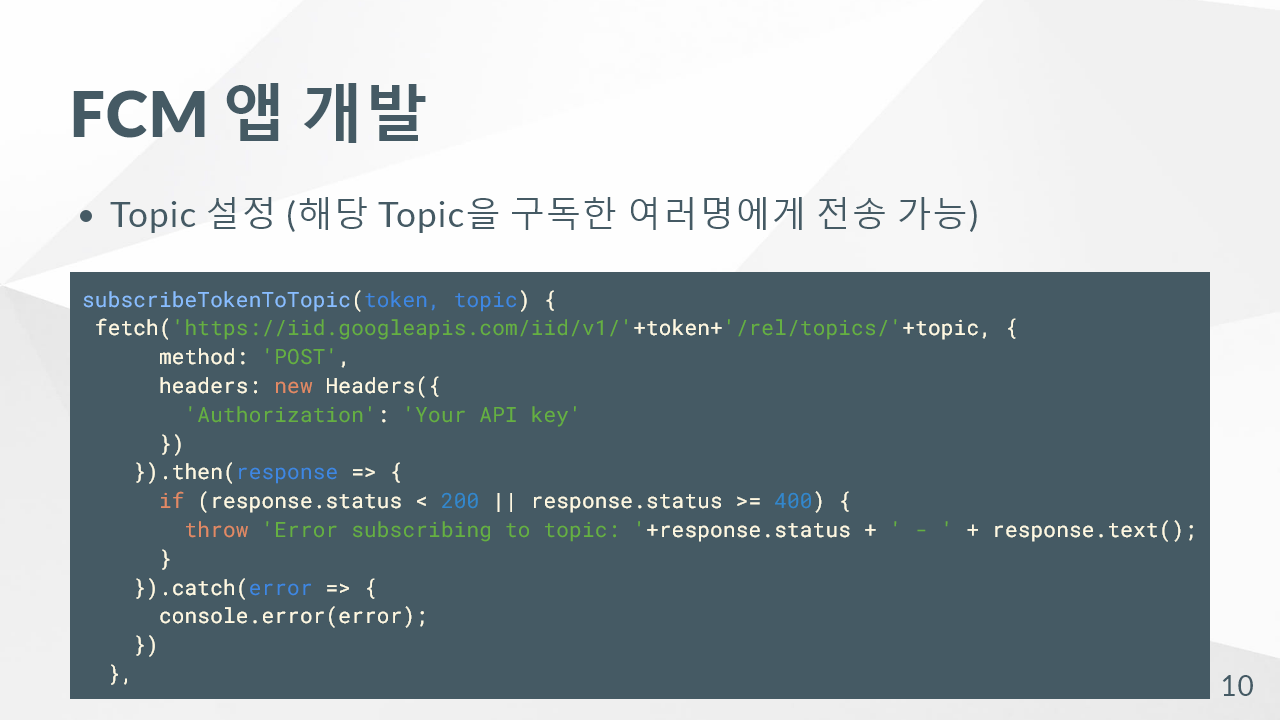 FCM 앱 개발
• Topic 설정 (해당 Topic을 구독한 여러명에게 전송 가능)
subscribeTokenToTopic(token, topic) {
 fetch('https://iid.googleapis.com/iid/v1/'+token+'/rel/topics/'+topic, {
      method: 'POST',
      headers: new Headers({
        'Authorization': 'Your API key'
      })
    }).then(response => {
      if (response.status < 200 || response.status >= 400) {
        throw 'Error subscribing to topic: '+response.status + ' - ' + response.text();
      }
    }).catch(error => {
      console.error(error);
    })
  },
10